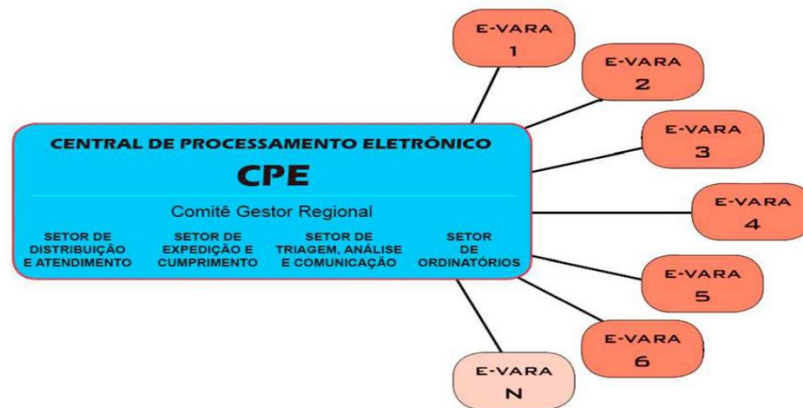 CENTRAL DE PROCESSAMENTO ELETRÔNICO
CPE
Comitê Gestor Regional
SETOR DE
DISTRIBUIÇÃO
E ATENDIMENTO
SETOR DE
EXPEDIÇÃO E
CUMPRIMENTO
SETOR DE
TRIAGEM, ANÁLISE
E COMUNICAÇÃO
SETOR
DE
ORDINATÓRIOS
E-VARA
1
E-VARA
2
E-VARA
3
E-VARA
4
E-VARA
5
E-VARA
6
E-VARA
N